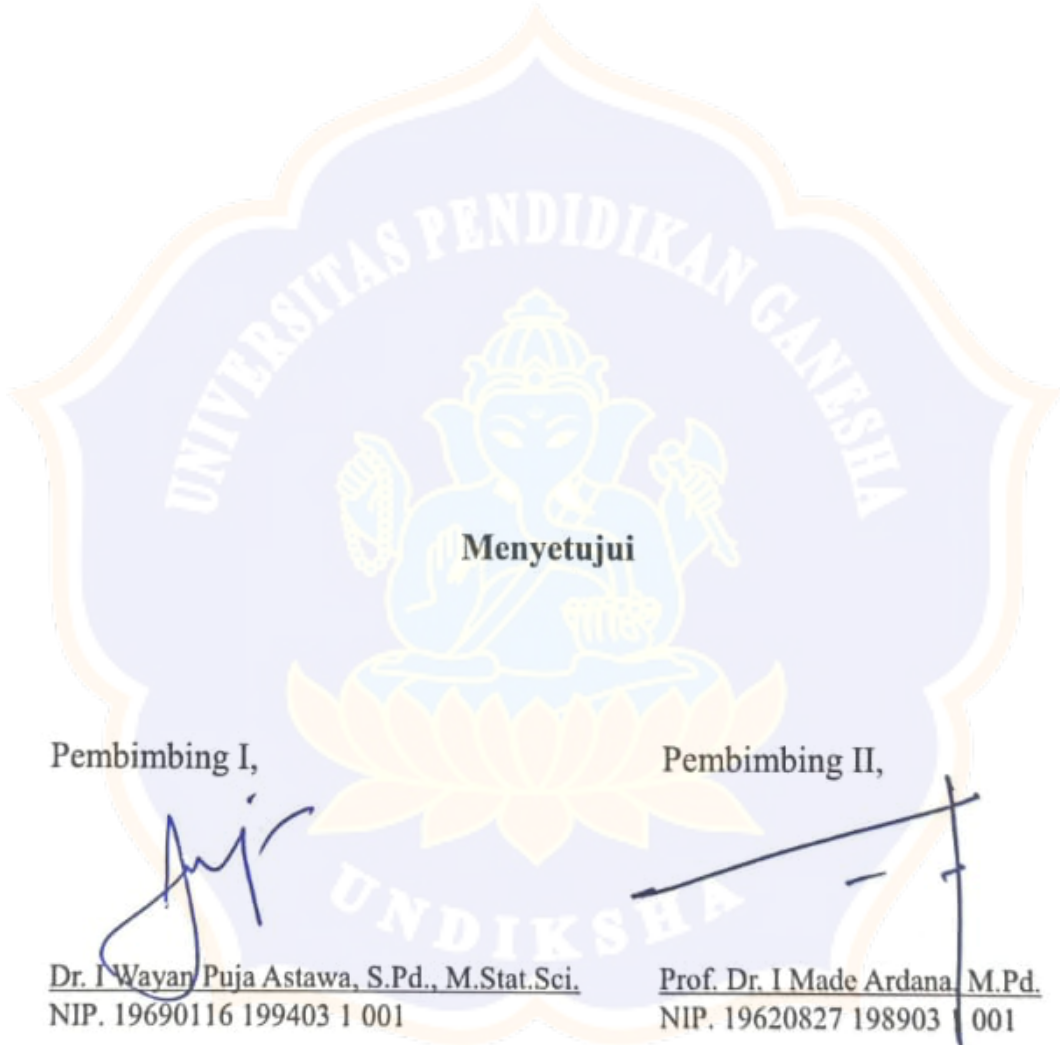 UNIVERSITAS PENDIDIKAN GANESHA
Menyetujui
Pembimbing I,
Pembimbing II,
UNDIKSHA
Dr. I Wayan Puja Astawa, S.Pd., M.Stat.Sci.
NIP. 19690116 199403 1 001
Prof. Dr. I Made Ardana, M.Pd.
NIP. 19620827 198903 1 001